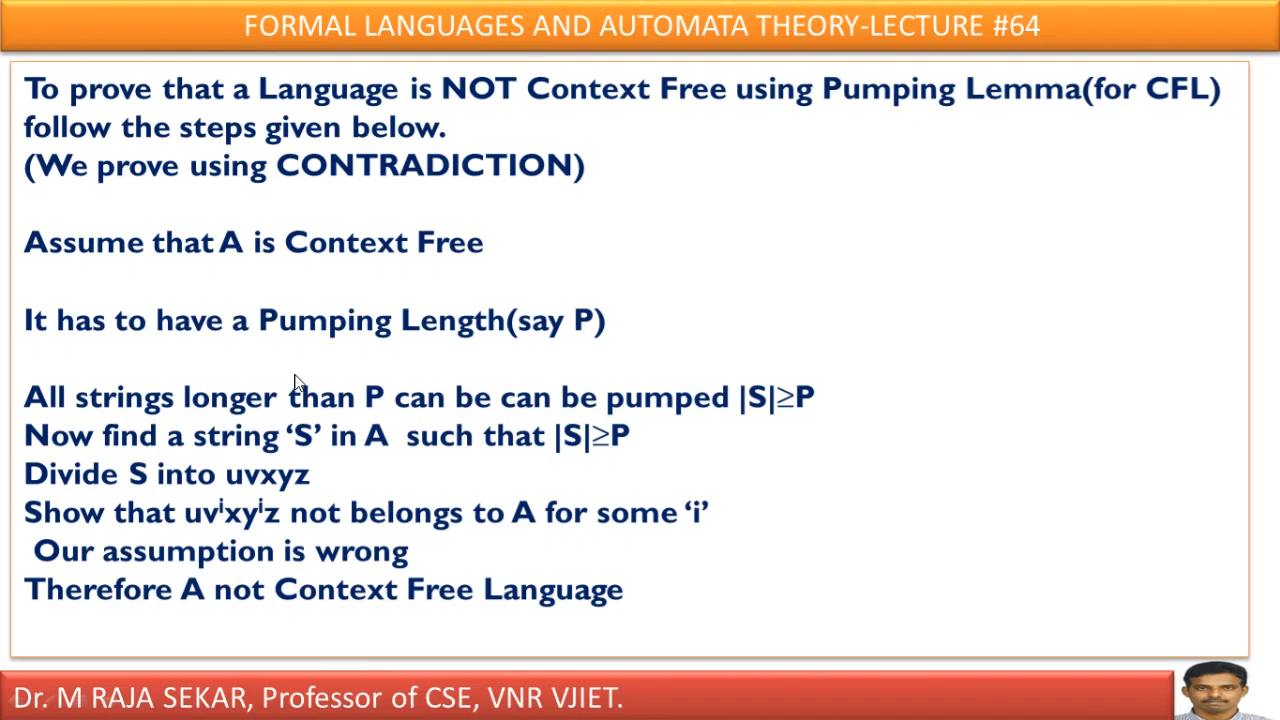 FORMAL LANGUAGES AND AUTOMATA THEORY-LECTURE #64
To prove that a Language is NOT Context Free using Pumping Lemma(for CFL)
follow the steps given below.
(We prove using CONTRADICTION)
Assume that A is Context Free
It has to have a Pumping Length(say P)
All strings longer than P can be can be pumped |S|≥P
Now find a string ‘S’ in A such that |S|≥P
Divide S into uvxyz
Show that uvⁱxyⁱz not belongs to A for some ‘i’
Our assumption is wrong
Therefore A not Context Free Language
Dr. M RAJA SEKAR, Professor of CSE, VNR VJIET.